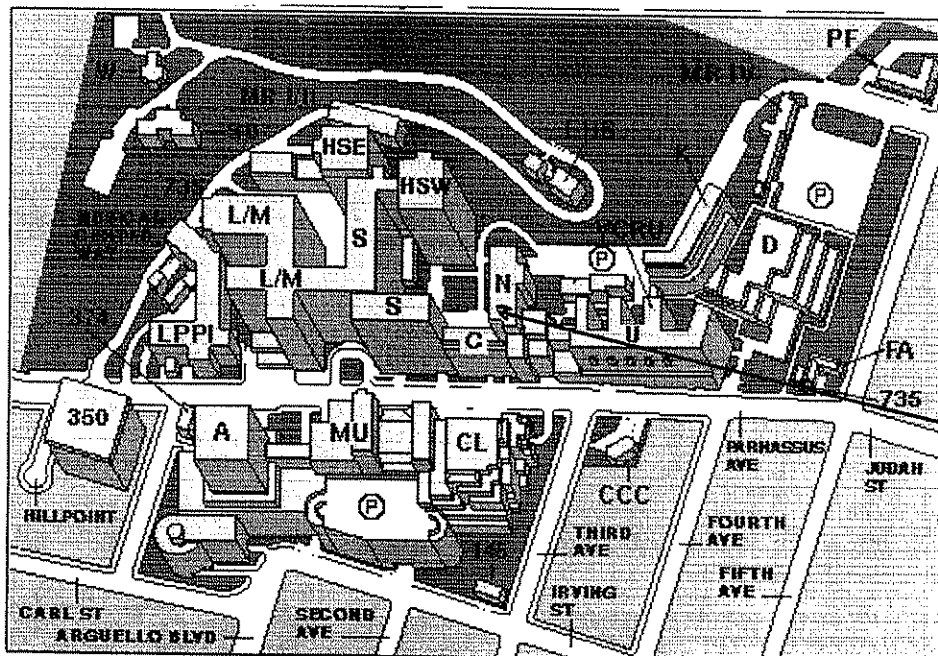 PF
MR IV
W
HSE
HSW
K
L/M
S
P
D
L/M
N
P
S
C
U
LPPI
FA
735
350
A
MU
CL
PARNASSUS
AVE
JUDAH
ST
CCC
P
HILLPOINT
THIRD
AVE
FOURTH
AVE
145
FIFTH
AVE
IRVING
ST
CARL ST
SECOND
AVE
ARGUELLO BLVD